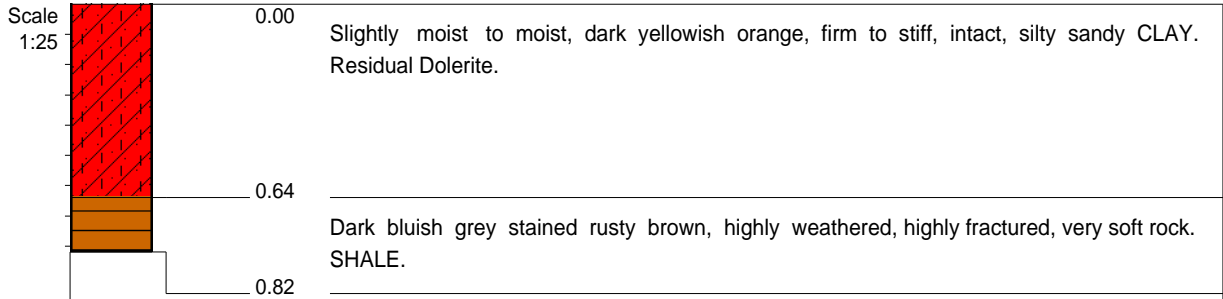 Scale
1:25
0.00
Slightly moist to moist, dark yellowish orange, firm to stiff, intact, silty sandy CLAY.
Residual Dolerite.
0.64
Dark bluish grey stained rusty brown, highly weathered, highly fractured, very soft rock.
SHALE.
0.82